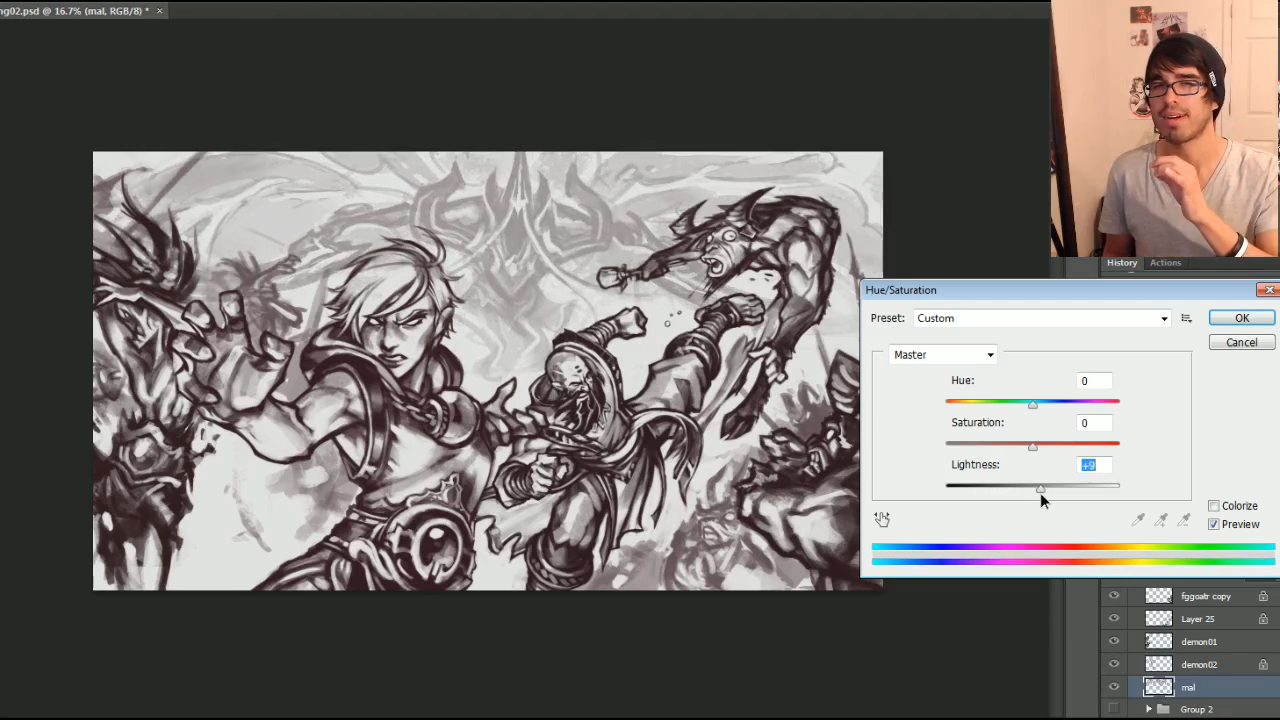 ng02.psd @ 16.7% (mal, RGB/8) * ×
History Actions
Hue/Saturation
Preset: Custom
OK
Cancel
Master
Hue: 0
Saturation: 0
Lightness: +9
Colorize
Preview
fggoatr copy
Layer 25
demon01
demon02
mal
Group 2